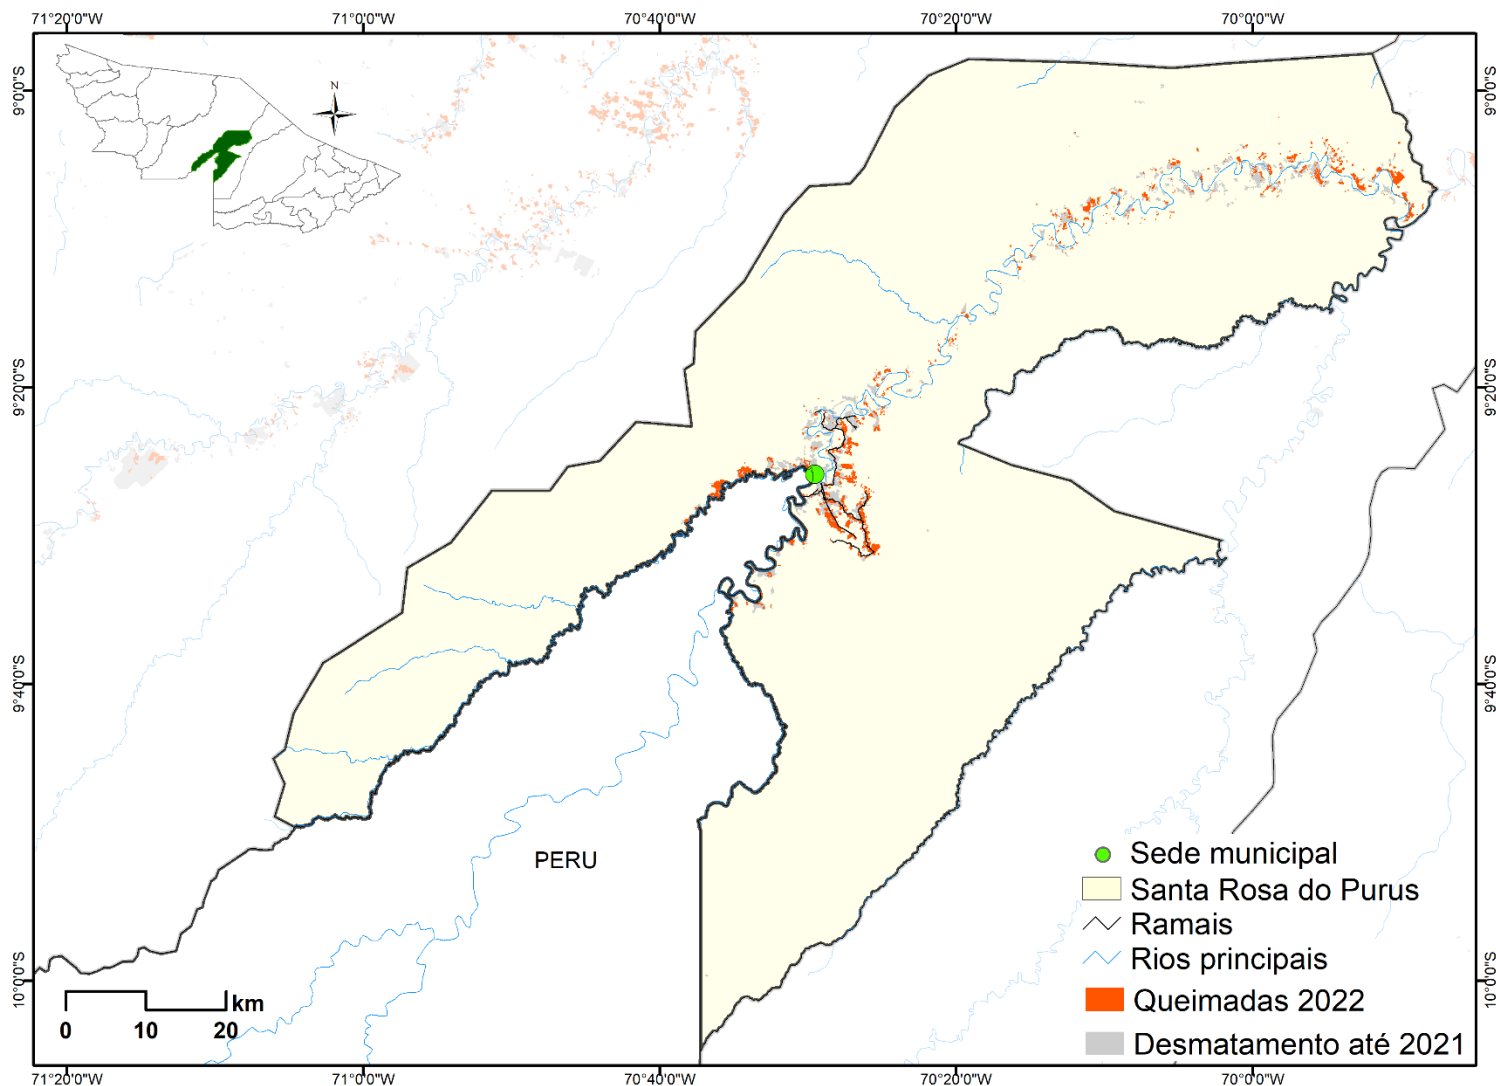 71°20'0"W 71°0'0"W 70°40'0"W 70°20'0"W 70°0'0"W
N
9°0'0"S 9°0'0"S
9°20'0"S 9°20'0"S
9°40'0"S 9°40'0"S
10°0'0"S 10°0'0"S
PERU
Sede municipal
Santa Rosa do Purus
Ramais
Rios principais
Queimadas 2022
Desmatamento até 2021
km
0 10 20
71°20'0"W 71°0'0"W 70°40'0"W 70°20'0"W 70°0'0"W